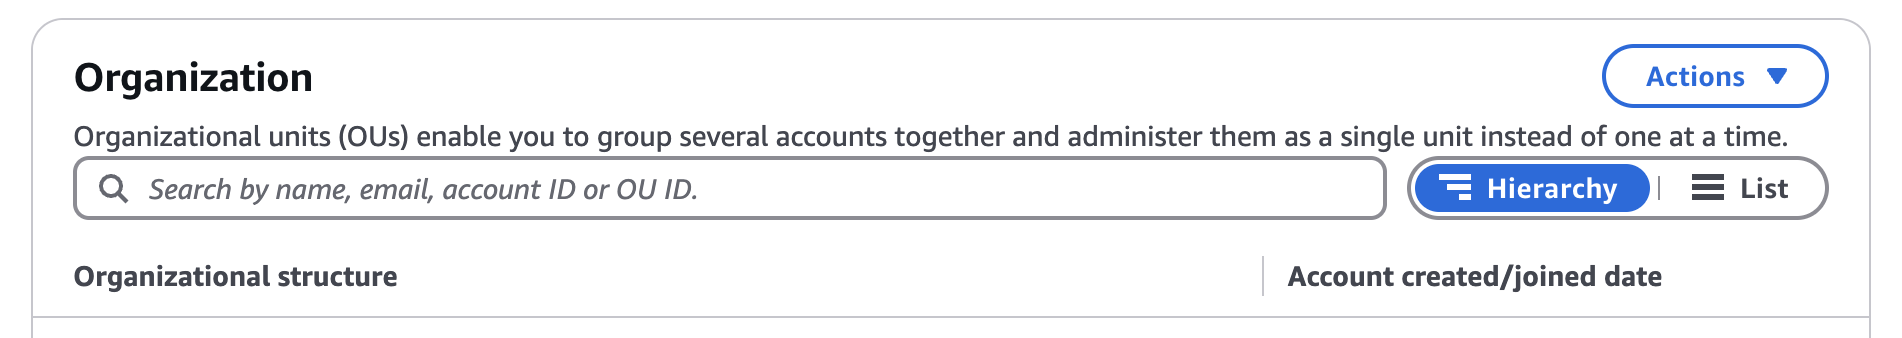 Organization
Actions
Organizational units (OUs) enable you to group several accounts together and administer them as a single unit instead of one at a time.
Search by name, email, account ID or OU ID.
Hierarchy
List
Organizational structure
Account created/joined date